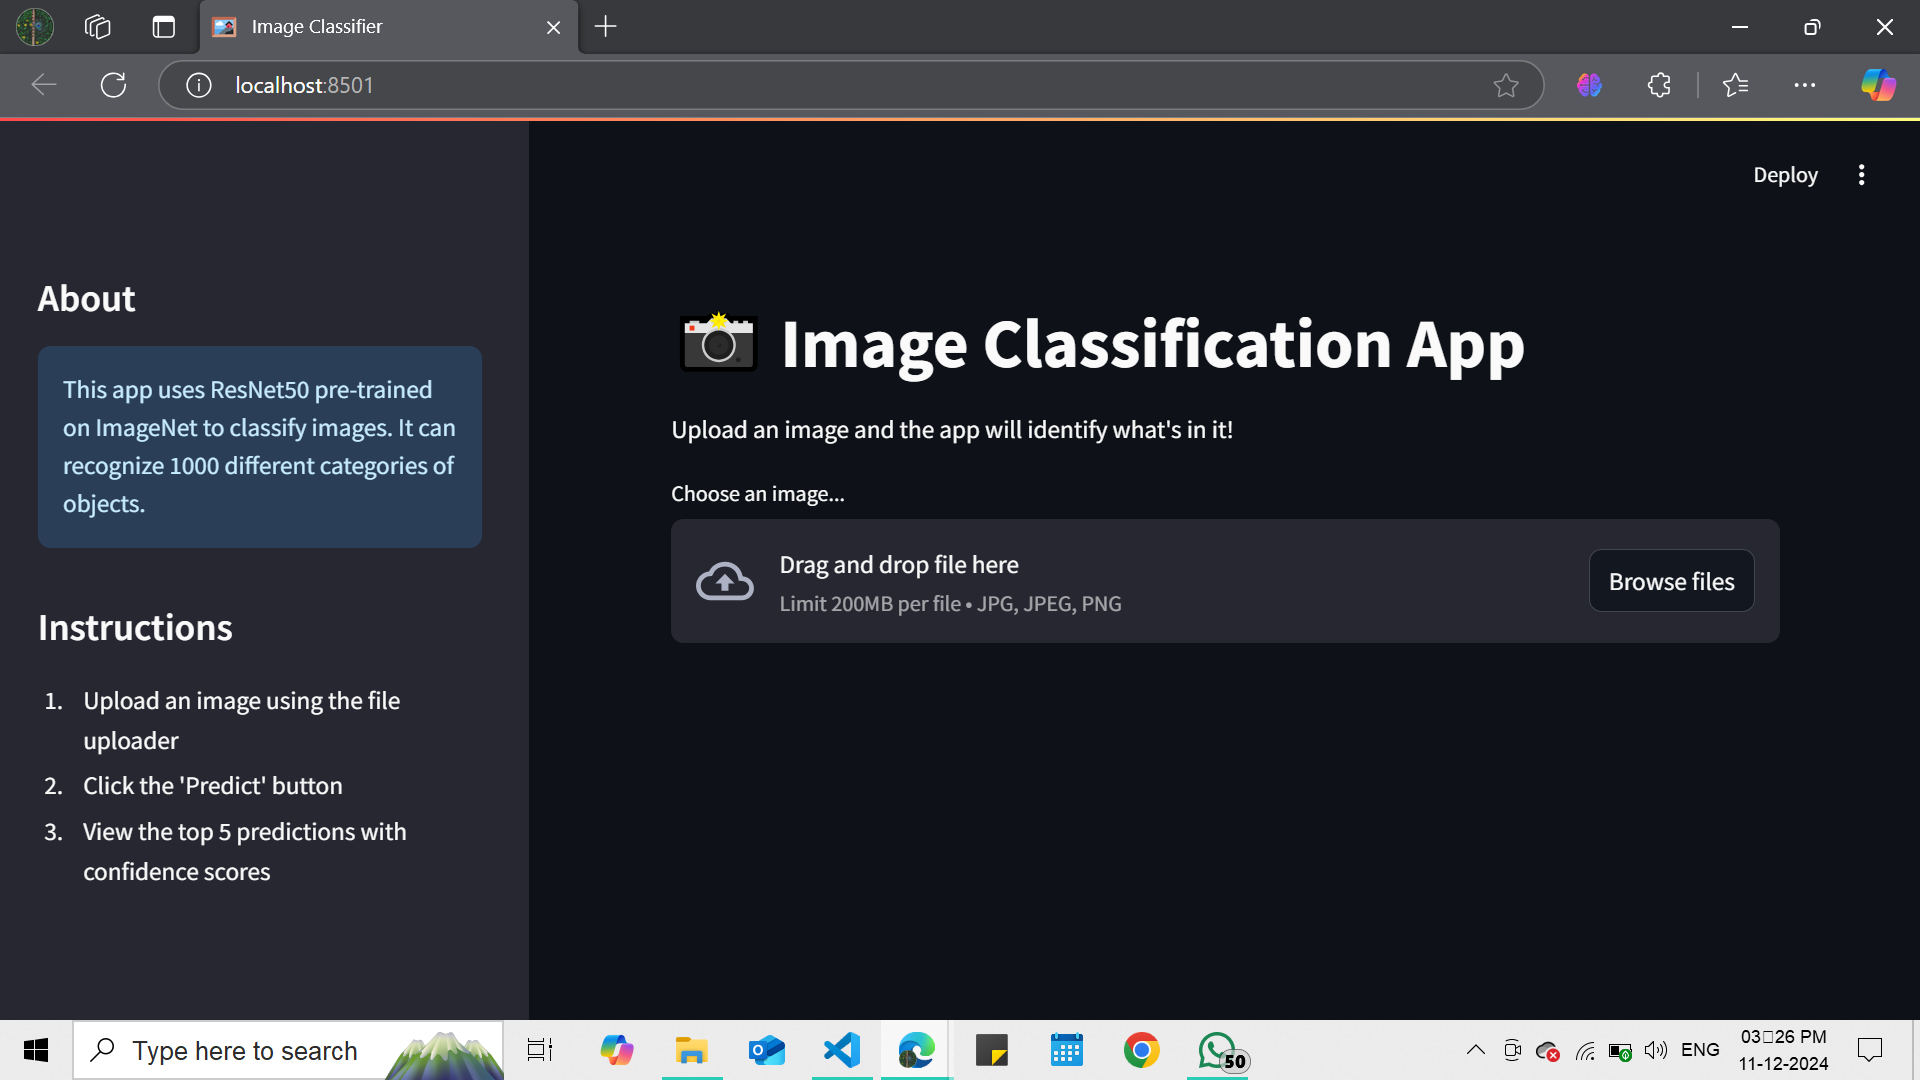 Image Classifier
localhost:8501
Deploy
About
This app uses ResNet50 pre-trained
on ImageNet to classify images. It can
recognize 1000 different categories of
objects.
Instructions
1. Upload an image using the file
uploader
2. Click the 'Predict' button
3. View the top 5 predictions with
confidence scores
Image Classification App
Upload an image and the app will identify what's in it!
Choose an image...
Drag and drop file here
Limit 200MB per file • JPG, JPEG, PNG
Browse files
Type here to search
50
ENG
03▯26 PM
11-12-2024